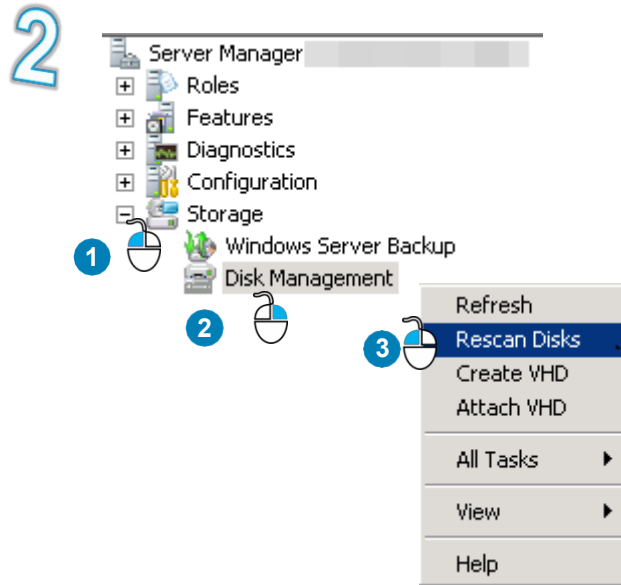 2
Server Manager
Roles
Features
Diagnostics
Configuration
Storage
1
Windows Server Backup
Disk Management
2
3
Refresh
Rescan Disks
Create VHD
Attach VHD
All Tasks
View
Help